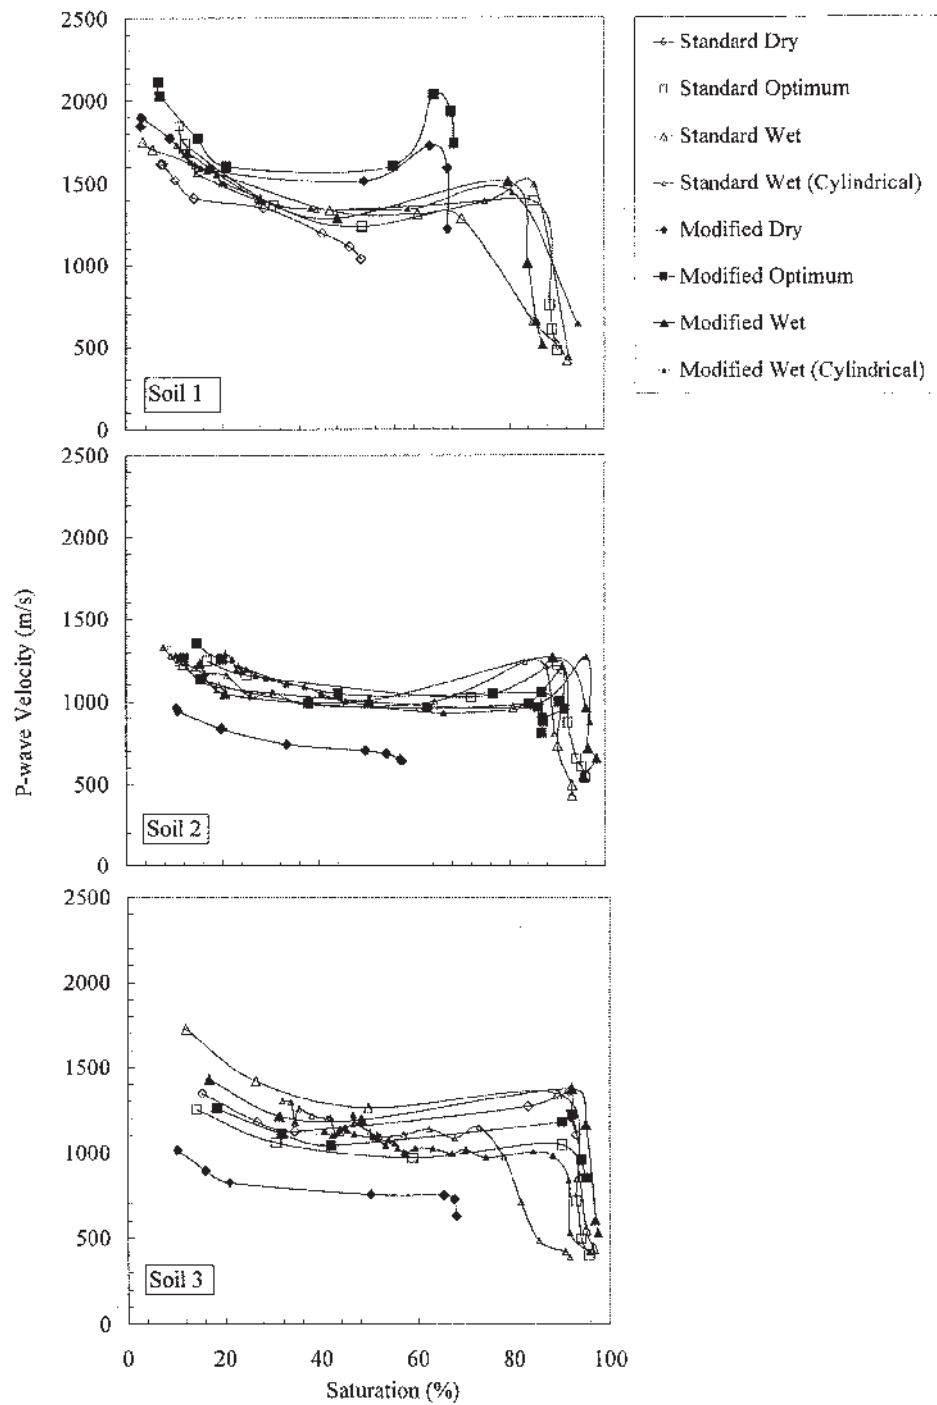 2500
2000
1500
1000
500
0
Soil 1
Standard Dry
Standard Optimum
Standard Wet
Standard Wet (Cylindrical)
Modified Dry
Modified Optimum
Modified Wet
Modified Wet (Cylindrical)
2500
2000
1500
1000
500
0
Soil 2
P-wave Velocity (m/s)
2500
2000
1500
1000
500
0
Soil 3
0 20 40 60 80 100
Saturation (%)